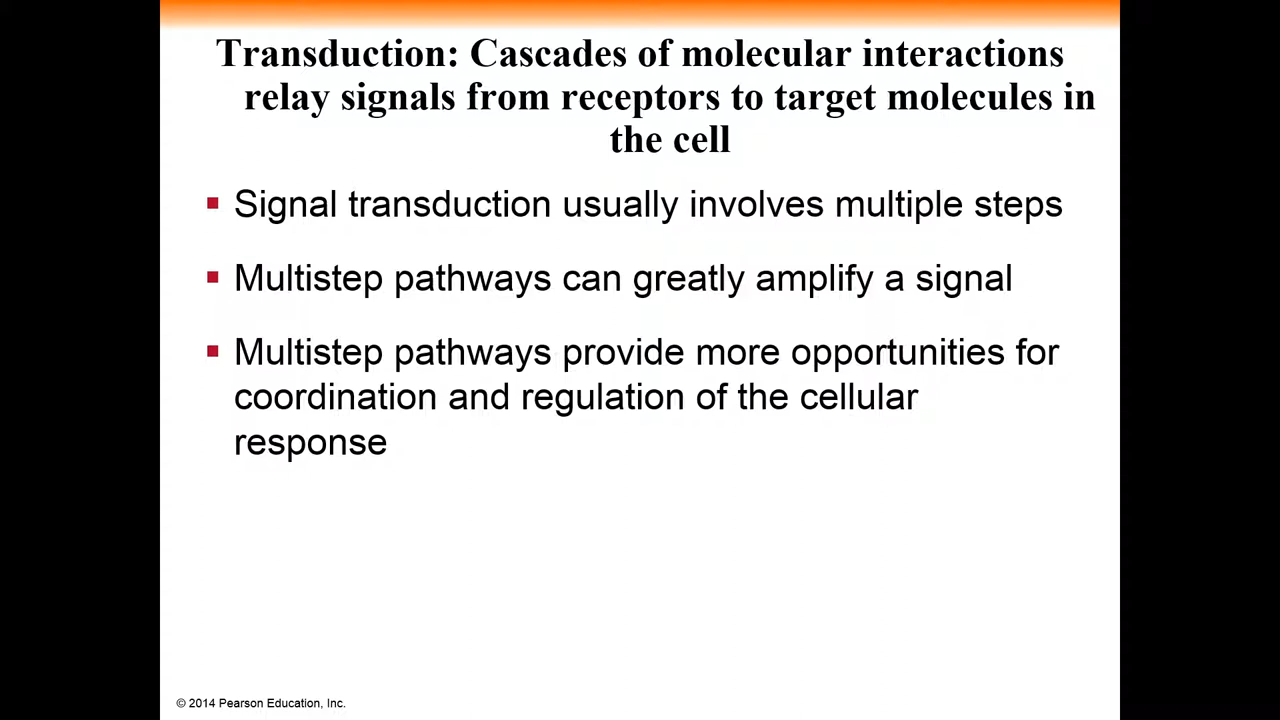 Transduction: Cascades of molecular interactions
relay signals from receptors to target molecules in
the cell
Signal transduction usually involves multiple steps
Multistep pathways can greatly amplify a signal
Multistep pathways provide more opportunities for
coordination and regulation of the cellular
response
© 2014 Pearson Education, Inc.